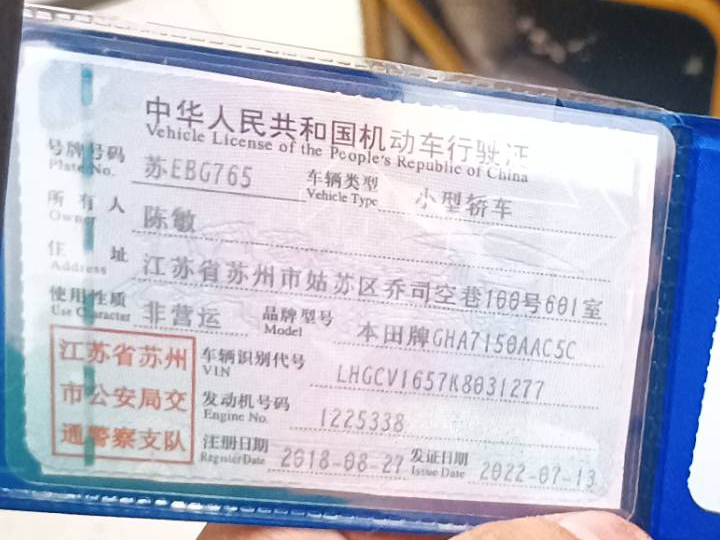 中华人民共和国机动车行驶证
Vehicle License of the People's Republic of China
号牌号码 苏EBG765 车辆类型 小型轿车
Plate No. Vehicle Type
所有人 陈敏
Owner
住址 江苏省苏州市姑苏区乔司空巷100号601室
Address
使用性质 非营运 品牌型号 本田牌GHA7150AAC5C
Use Character Model
江苏省苏州
市公安局交
通警察支队
车辆识别代号 LHGCV1657K8031277
VIN
发动机号码 1225338
Engine No.
注册日期 2018-08-27 发证日期 2022-07-13
Register Date Issue Date